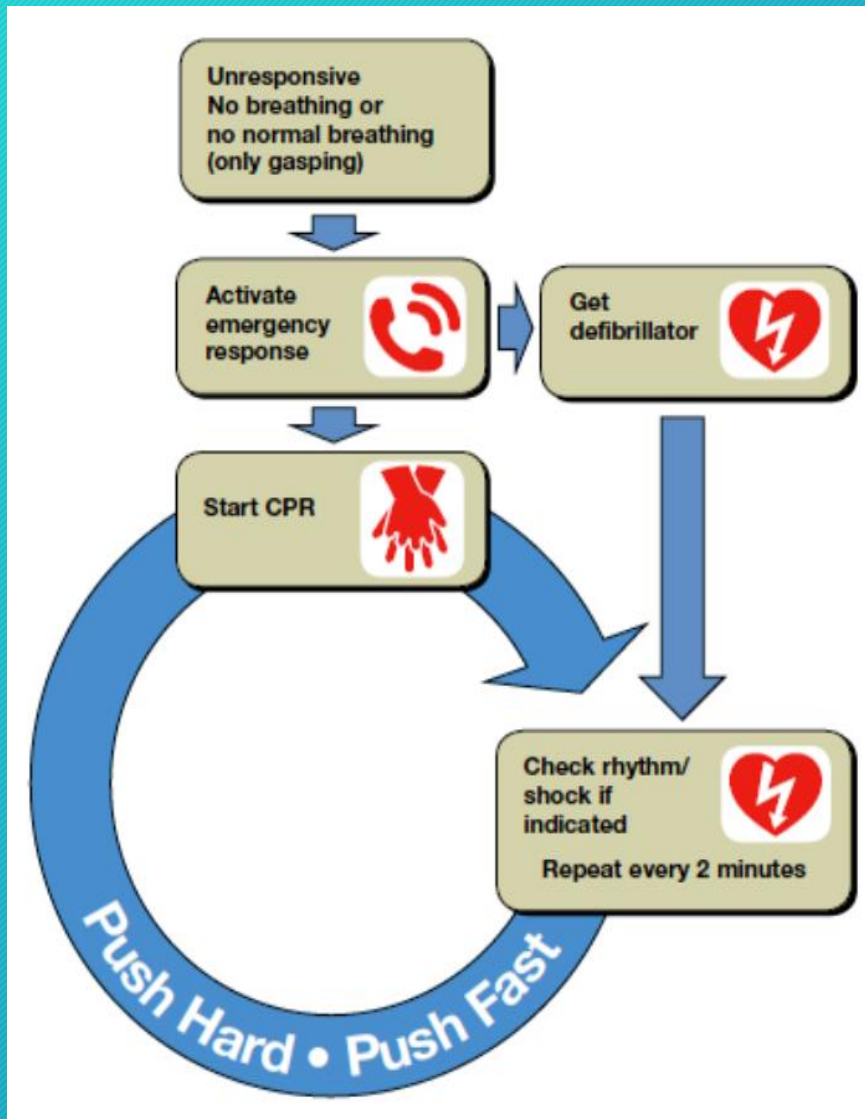 Unresponsive
No breathing or
no normal breathing
(only gasping)
Activate
emergency
response
Get
defibrillator
Start CPR
Check rhythm/
shock if
indicated
Repeat every 2 minutes
Push Hard • Push Fast